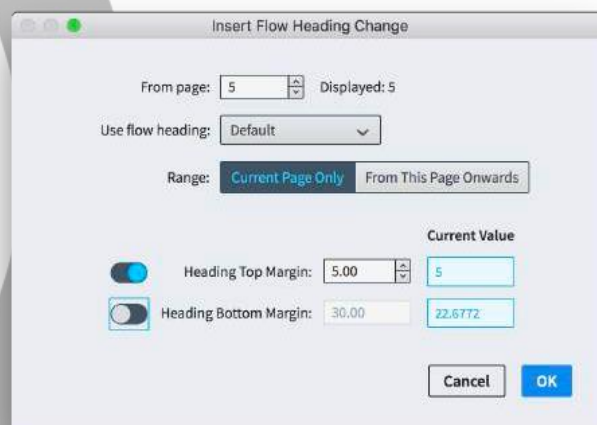 Insert Flow Heading Change
From page: 5 Displayed: 5
Use flow heading: Default
Range: Current Page Only From This Page Onwards
Current Value
Heading Top Margin: 5.00 5
Heading Bottom Margin: 30.00 22.6772
Cancel OK